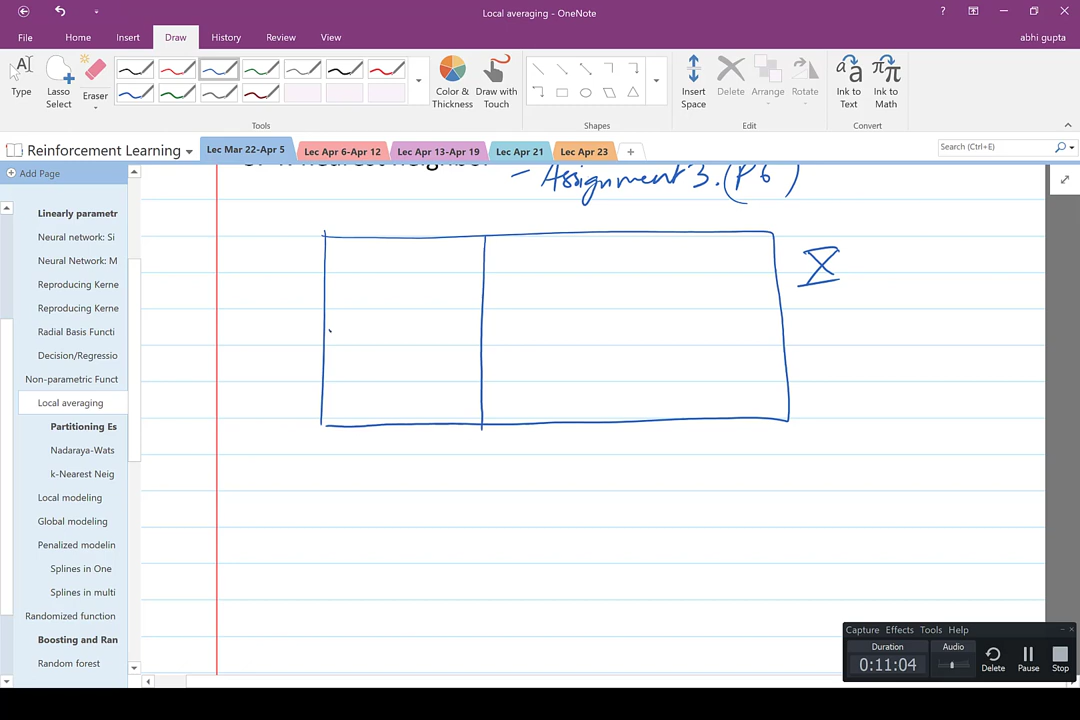 Local averaging - OneNote
?
File
Home
Insert
Draw
History
Review
View
abhi gupta
Type
Lasso Select
Eraser
Color & Thickness
Draw with Touch
Insert Space
Delete
Arrange
Rotate
Ink to Text
Ink to Math
Tools
Shapes
Edit
Convert
Reinforcement Learning
Lec Mar 22-Apr 5
Lec Apr 6-Apr 12
Lec Apr 13-Apr 19
Lec Apr 21
Lec Apr 23
Search (Ctrl+E)
Add Page
Linearly parametr
Neural network: Si
Neural Network: M
Reproducing Kerne
Reproducing Kerne
Radial Basis Functi
Decision/Regressio
Non-parametric Funct
Local averaging
Partitioning Es
Nadaraya-Wats
k-Nearest Neig
Local modeling
Global modeling
Penalized modelin
Splines in One
Splines in multi
Randomized function
Boosting and Ran
Random forest
- Assignment 3. (P6)
X
Capture Effects Tools Help
Duration
0:11:04
Audio
Delete
Pause
Stop